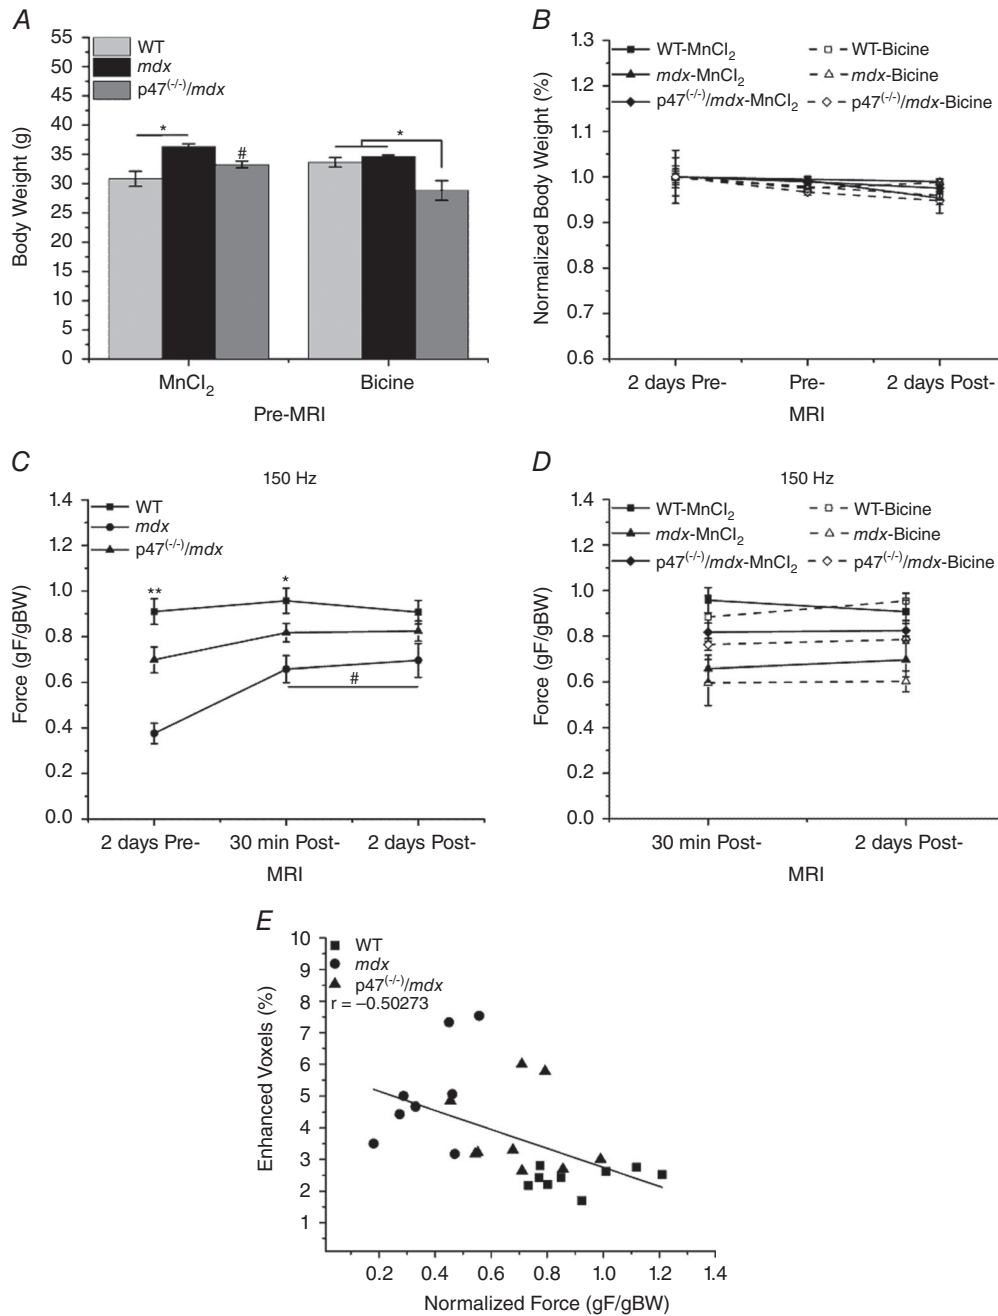 A
55
50
45
40
35
30
25
20
15
10
5
0
Body Weight (g)
WT
mdx
p47(-/-)/mdx
*
#
*
MnCl2
Bicine
Pre-MRI
B
1.3
1.2
1.1
1.0
0.9
0.8
0.7
0.6
Normalized Body Weight (%)
WT-MnCl2
mdx-MnCl2
p47(-/-)/mdx-MnCl2
WT-Bicine
mdx-Bicine
p47(-/-)/mdx-Bicine
2 days Pre-
Pre-
2 days Post-
MRI
C
150 Hz
1.4
1.2
1.0
0.8
0.6
0.4
0.2
0.0
Force (gF/gBW)
WT
mdx
p47(-/-)/mdx
**
*
#
2 days Pre-
30 min Post-
2 days Post-
MRI
D
150 Hz
1.4
1.2
1.0
0.8
0.6
0.4
0.2
0.0
Force (gF/gBW)
WT-MnCl2
mdx-MnCl2
p47(-/-)/mdx-MnCl2
WT-Bicine
mdx-Bicine
p47(-/-)/mdx-Bicine
30 min Post-
2 days Post-
MRI
E
10
9
8
7
6
5
4
3
2
1
Enhanced Voxels (%)
WT
mdx
p47(-/-)/mdx
r = –0.50273
0.2
0.4
0.6
0.8
1.0
1.2
1.4
Normalized Force (gF/gBW)